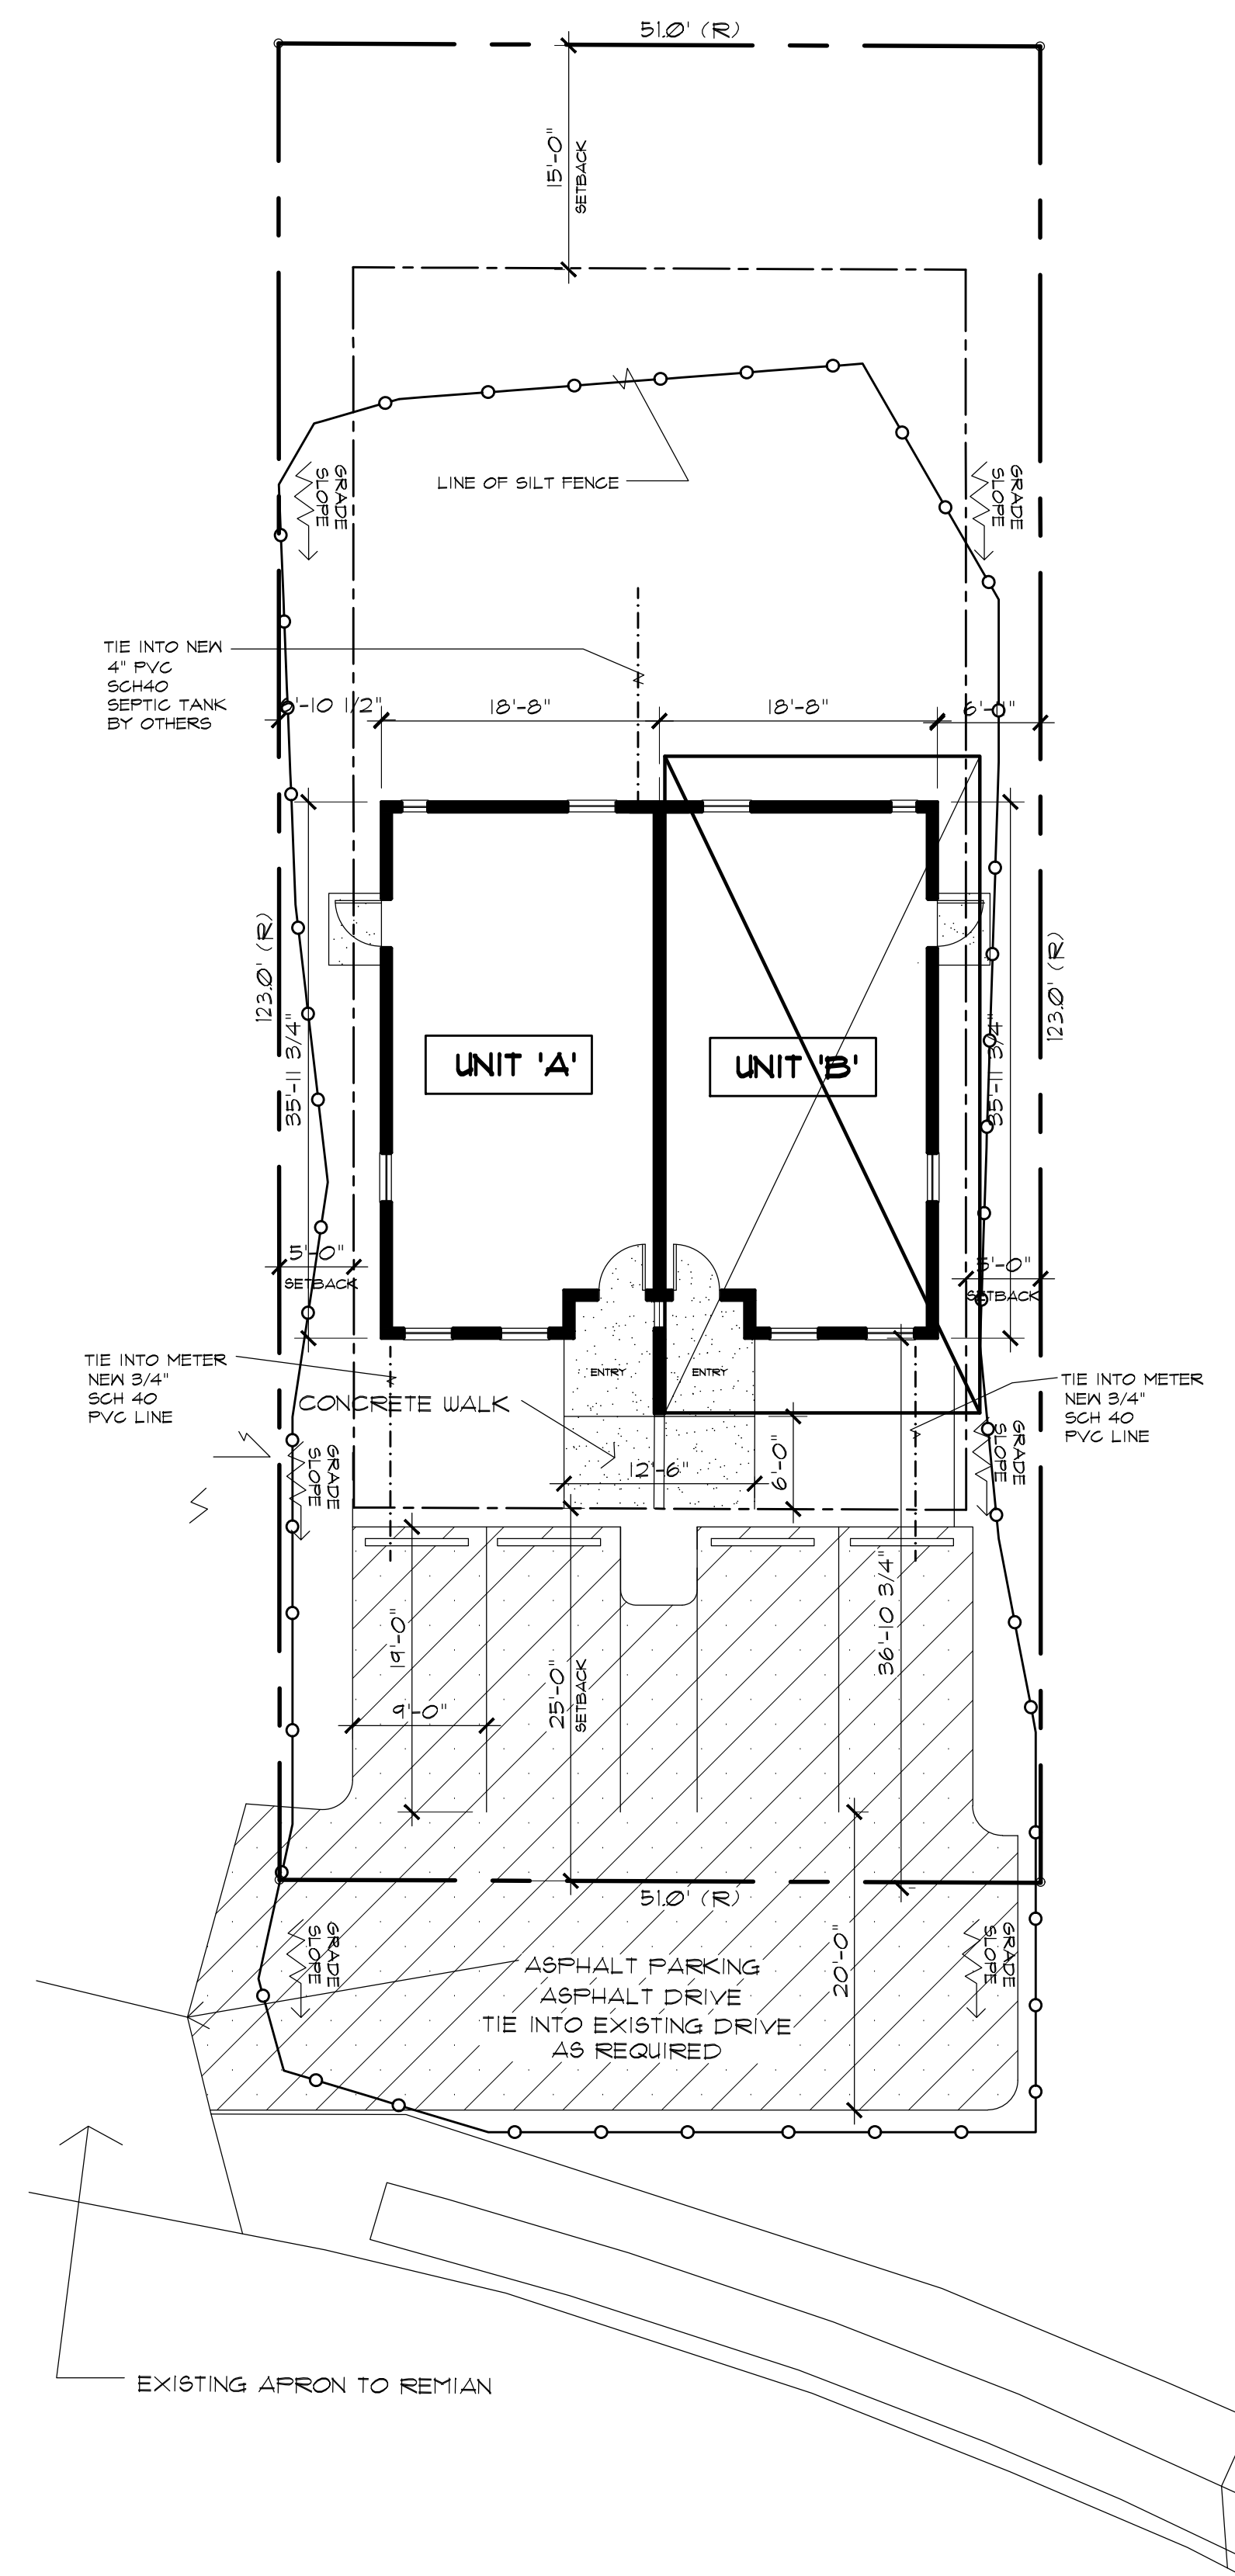 51.0' (R)
15'-0"
SETBACK
LINE OF SILT FENCE
GRADE
SLOPE
GRADE
SLOPE
TIE INTO NEW
4" PVC
SCH40
SEPTIC TANK
BY OTHERS
6'-10 1/2"
18'-8"
18'-8"
123.0' (R)
123.0' (R)
35'-11 3/4"
35'-11 3/4"
UNIT 'A'
UNIT 'B'
5'-0"
SETBACK
5'-0"
SETBACK
TIE INTO METER
NEW 3/4"
SCH 40
PVC LINE
ENTRY
ENTRY
CONCRETE WALK
TIE INTO METER
NEW 3/4"
SCH 40
PVC LINE
GRADE
SLOPE
GRADE
SLOPE
12'-6"
6'-0"
19'-0"
9'-0"
25'-0"
SETBACK
36'-10 3/4"
51.0' (R)
GRADE
SLOPE
GRADE
SLOPE
20'-0"
ASPHALT PARKING
ASPHALT DRIVE
TIE INTO EXISTING DRIVE
AS REQUIRED
EXISTING APRON TO REMIAN